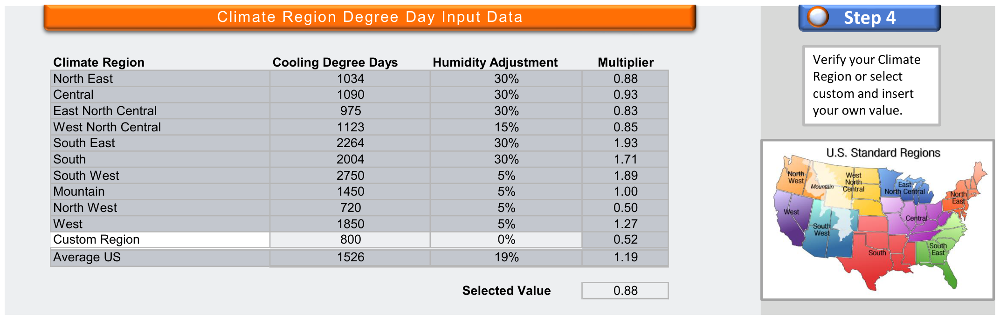 Climate Region Degree Day Input Data
Step 4
Climate Region Cooling Degree Days Humidity Adjustment Multiplier
North East 1034 30% 0.88
Central 1090 30% 0.93
East North Central 975 30% 0.83
West North Central 1123 15% 0.85
South East 2264 30% 1.93
South 2004 30% 1.71
South West 2750 5% 1.89
Mountain 1450 5% 1.00
North West 720 5% 0.50
West 1850 5% 1.27
Custom Region 800 0% 0.52
Average US 1526 19% 1.19
Selected Value 0.88
Verify your Climate
Region or select
custom and insert
your own value.
U.S. Standard Regions
North
West
Mountain
West
North
Central
East
North Central
North
East
West
Central
South
West
South
East
South